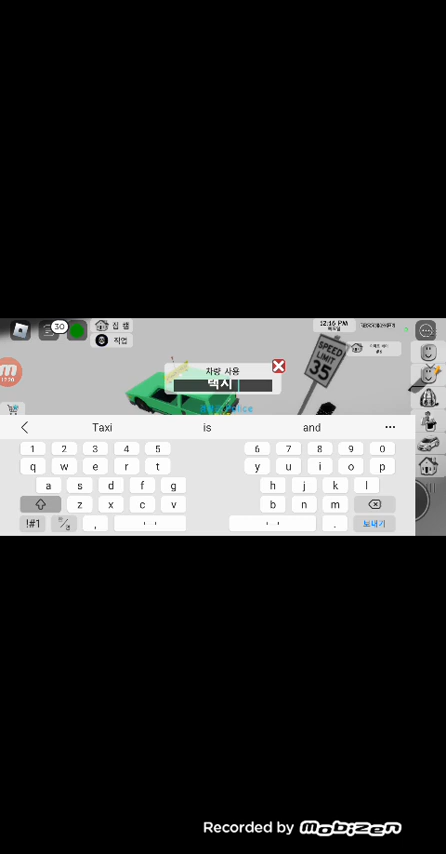 30
집 샘
직업
12:16 PM
SPEED
LIMIT
35
차량 사용
택시
Taxi is and
1 2 3 4 5 6 7 8 9 0
q w e r t y u i o p
a s d f g h j k l
z x c v b n m
!#1 , . 보내기
Recorded by Mobizen